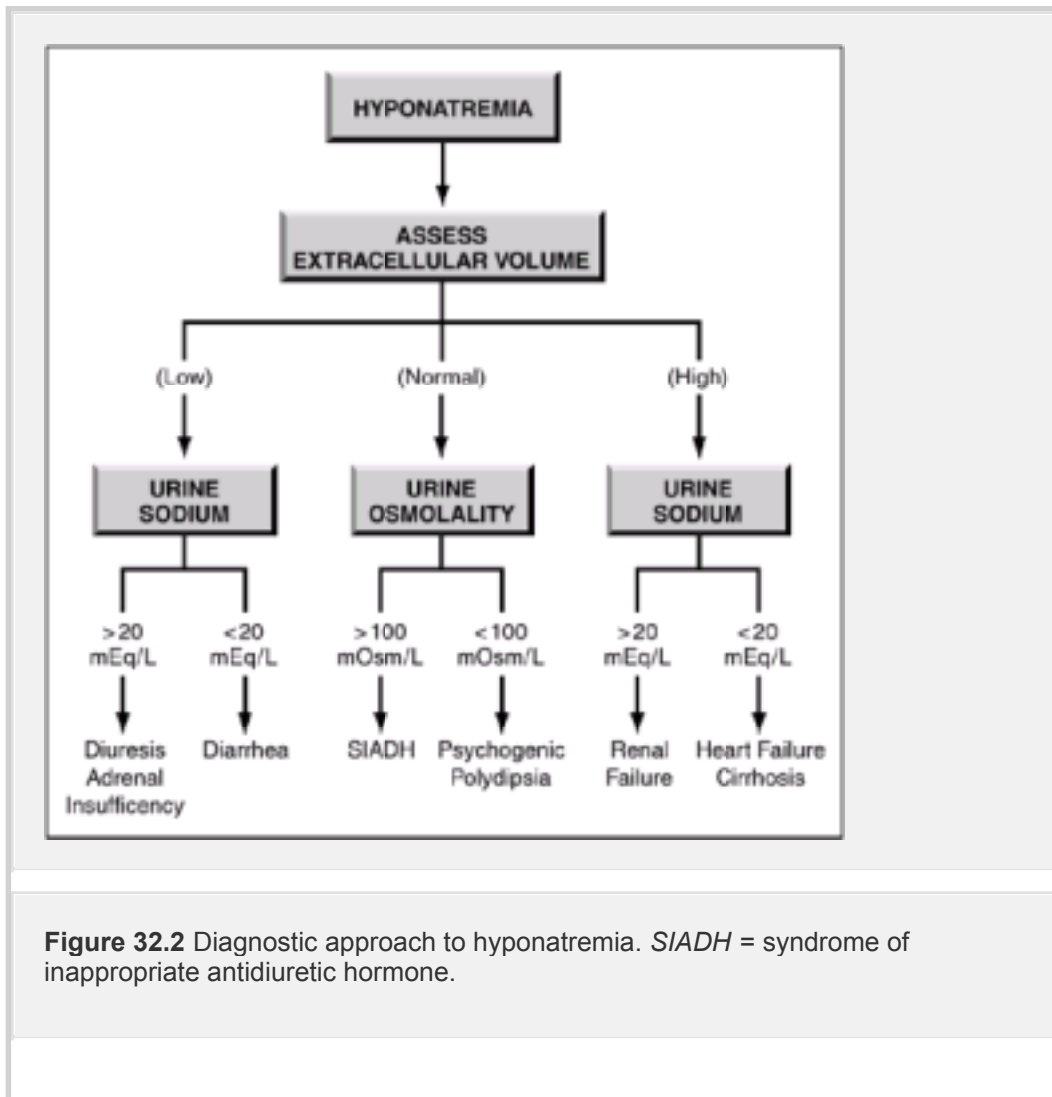 HYPONATREMIA
ASSESS
EXTRACELLULAR VOLUME
(Low)
(Normal)
(High)
URINE
SODIUM
URINE
OSMOLALITY
URINE
SODIUM
>20
mEq/L
<20
mEq/L
>100
mOsm/L
<100
mOsm/L
>20
mEq/L
<20
mEq/L
Diuresis
Adrenal
Insufficency
Diarrhea
SIADH
Psychogenic
Polydipsia
Renal
Failure
Heart Failure
Cirrhosis
Figure 32.2 Diagnostic approach to hyponatremia. SIADH = syndrome of
inappropriate antidiuretic hormone.